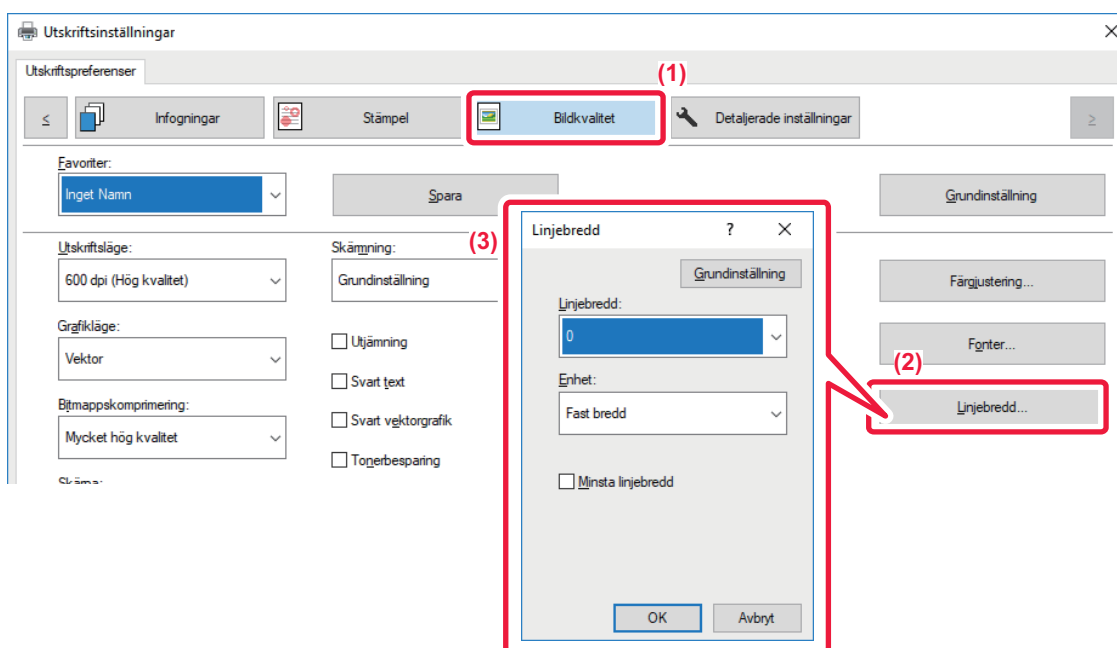 Utskriftsinställningar
Utskriftspreferenser
(1)
< Infogningar Stämpel Bildkvalitet Detaljerade inställningar >
Favoriter:
Inget Namn Spara Grundinställning
Utskriftsläge: Skärmning: (3)
600 dpi (Hög kvalitet) Grundinställning Färgjustering...
Grafikläge:
Vektor Utjämning Fonter...
(2)
Svart text
Bitmappskomprimering: Linjebredd...
Svart vektorgrafik
Mycket hög kvalitet
Tonerbesparing
Skärpa:
Linjebredd ?
Grundinställning
Linjebredd:
0
Enhet:
Fast bredd
Minsta linjebredd
OK Avbryt